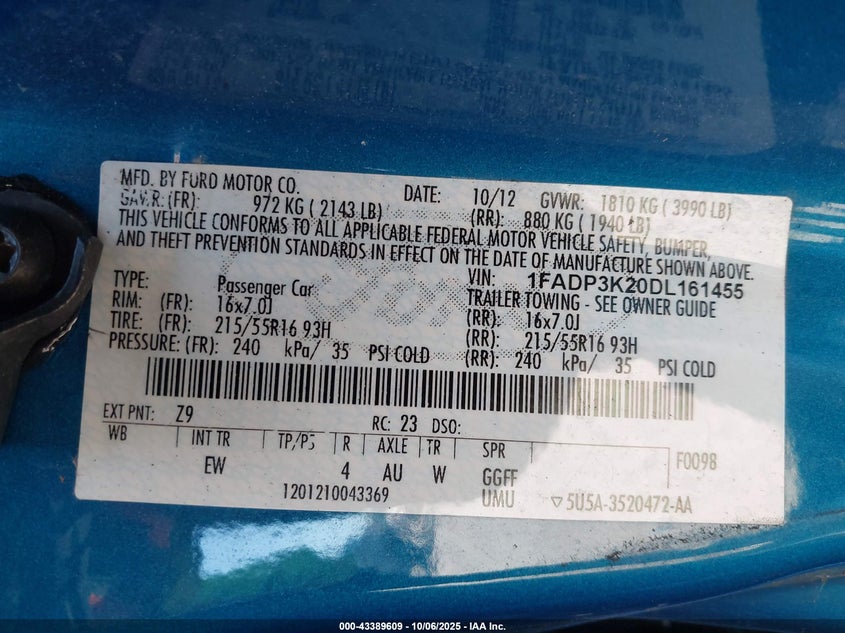 MFD. BY FORD MOTOR CO. DATE: 10/12 GVWR: 1810 KG ( 3990 LB)
GAWR: (FR): 972 KG ( 2143 LB) (RR): 880 KG ( 1940 LB)
THIS VEHICLE CONFORMS TO ALL APPLICABLE FEDERAL MOTOR VEHICLE SAFETY, BUMPER,
AND THEFT PREVENTION STANDARDS IN EFFECT ON THE DATE OF MANUFACTURE SHOWN ABOVE.
VIN: 1FADP3K20DL161455
TYPE: Passenger Car TRAILER TOWING - SEE OWNER GUIDE
RIM: (FR): 16x7.0J (RR): 16x7.0J
TIRE: (FR): 215/55R16 93H (RR): 215/55R16 93H
PRESSURE: (FR): 240 kPa/ 35 PSI COLD (RR): 240 kPa/ 35 PSI COLD
EXT PNT: Z9 RC: 23 DSO:
WB INT TR TP/PS R AXLE TR SPR F0098
EW 4 AU W GGFF
1201210043369 UMU ▽5U5A-3520472-AA
000-43389609 - 10/06/2025 - IAA Inc.